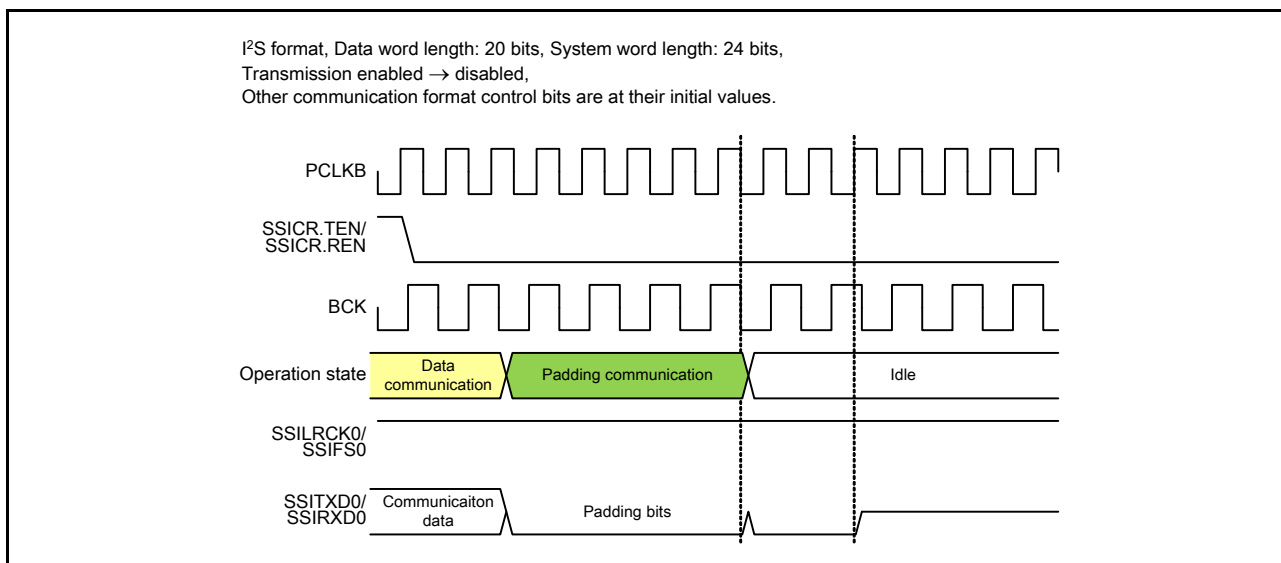 I²S format, Data word length: 20 bits, System word length: 24 bits,
Transmission enabled → disabled,
Other communication format control bits are at their initial values.
PCLKB
SSICR.TEN/
SSICR.REN
BCK
Operation state
Data
communication
Padding communication
Idle
SSILRCK0/
SSIFS0
SSITXD0/
SSIRXD0
Communicaiton
data
Padding bits